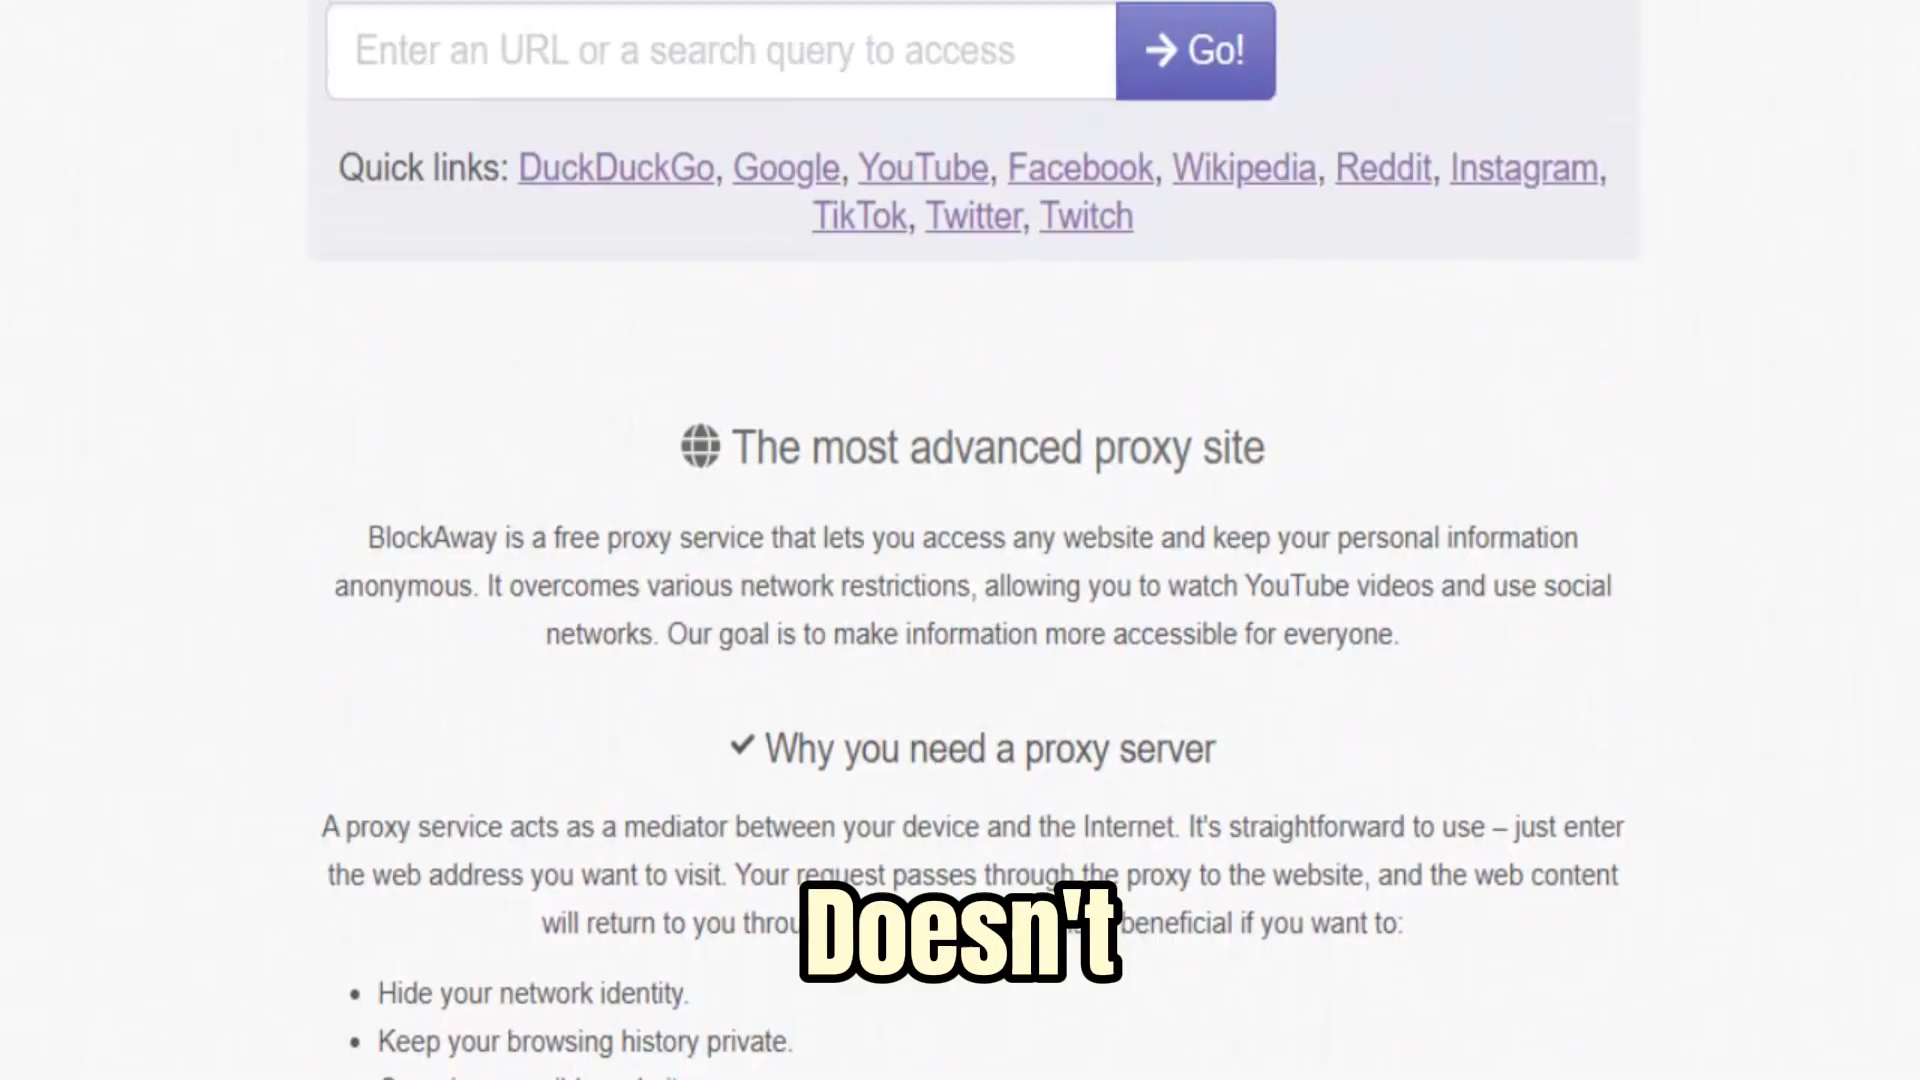 Enter an URL or a search query to access
Go!
Quick links: DuckDuckGo, Google, YouTube, Facebook, Wikipedia, Reddit, Instagram,
TikTok, Twitter, Twitch
The most advanced proxy site
BlockAway is a free proxy service that lets you access any website and keep your personal information
anonymous. It overcomes various network restrictions, allowing you to watch YouTube videos and use social
networks. Our goal is to make information more accessible for everyone.
Why you need a proxy server
A proxy service acts as a mediator between your device and the Internet. It's straightforward to use – just enter
the web address you want to visit. Your request passes through the proxy to the website, and the web content
will return to you beneficial if you want to:
Doesn't
• Hide your network identity.
• Keep your browsing history private.